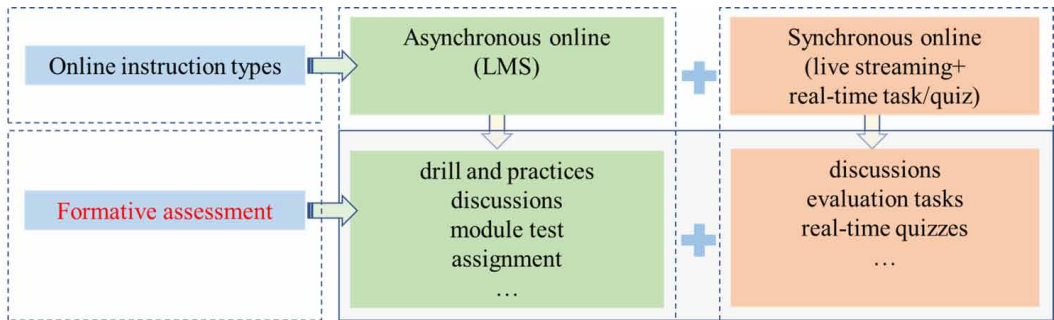 Online instruction types
Asynchronous online
(LMS)
Synchronous online
(live streaming+
real-time task/quiz)
Formative assessment
drill and practices
discussions
module test
assignment
…
discussions
evaluation tasks
real-time quizzes
…